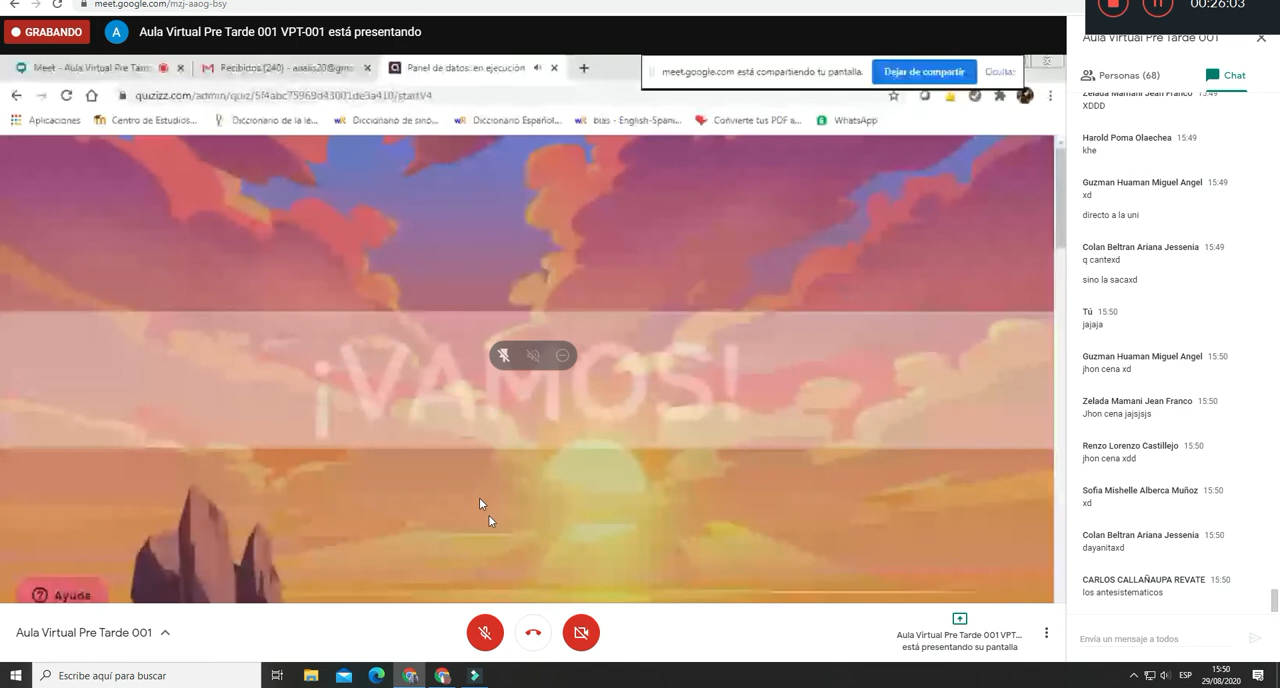 meet.google.com/mzj-aaog-bsy
00:26:03
GRABANDO
A
Aula Virtual Pre Tarde 001 VPT-001 está presentando
Aula Virtual Pre Tarde 001
Meet - Aula Virtual Pre Tar
Recibidos (240) -
Panel de datos en ejecución
meet.google.com está compartiendo tu pantalla.
Dejar de compartir
Ocultar
Personas (68)
Chat
Aplicaciones
Centro de Estudios...
Diccionario de la le...
Diccionario de sino...
Diccionario Español...
bias - English-Spani...
Convierte tus PDF a...
WhatsApp
¡VAMOS!
Ayuda
Zelada Mamani Jean Franco 15:49
XDDD
Harold Poma Olaechea 15:49
khe
Guzman Huaman Miguel Angel 15:49
xd
directo a la uni
Colan Beltran Ariana Jessenia 15:49
q cantexd
sino la sacaxd
Tú 15:50
jajaja
Guzman Huaman Miguel Angel 15:50
jhon cena xd
Zelada Mamani Jean Franco 15:50
Jhon cena jajsjsjs
Renzo Lorenzo Castillejo 15:50
jhon cena xdd
Sofia Mishelle Alberca Muñoz 15:50
xd
Colan Beltran Ariana Jessenia 15:50
dayanitaxd
CARLOS CALLAÑAUPA REVATE 15:50
los antesistematicos
Envía un mensaje a todos
Aula Virtual Pre Tarde 001
Aula Virtual Pre Tarde 001 VPT...
está presentando su pantalla
Escribe aquí para buscar
ESP
15:50
29/08/2020